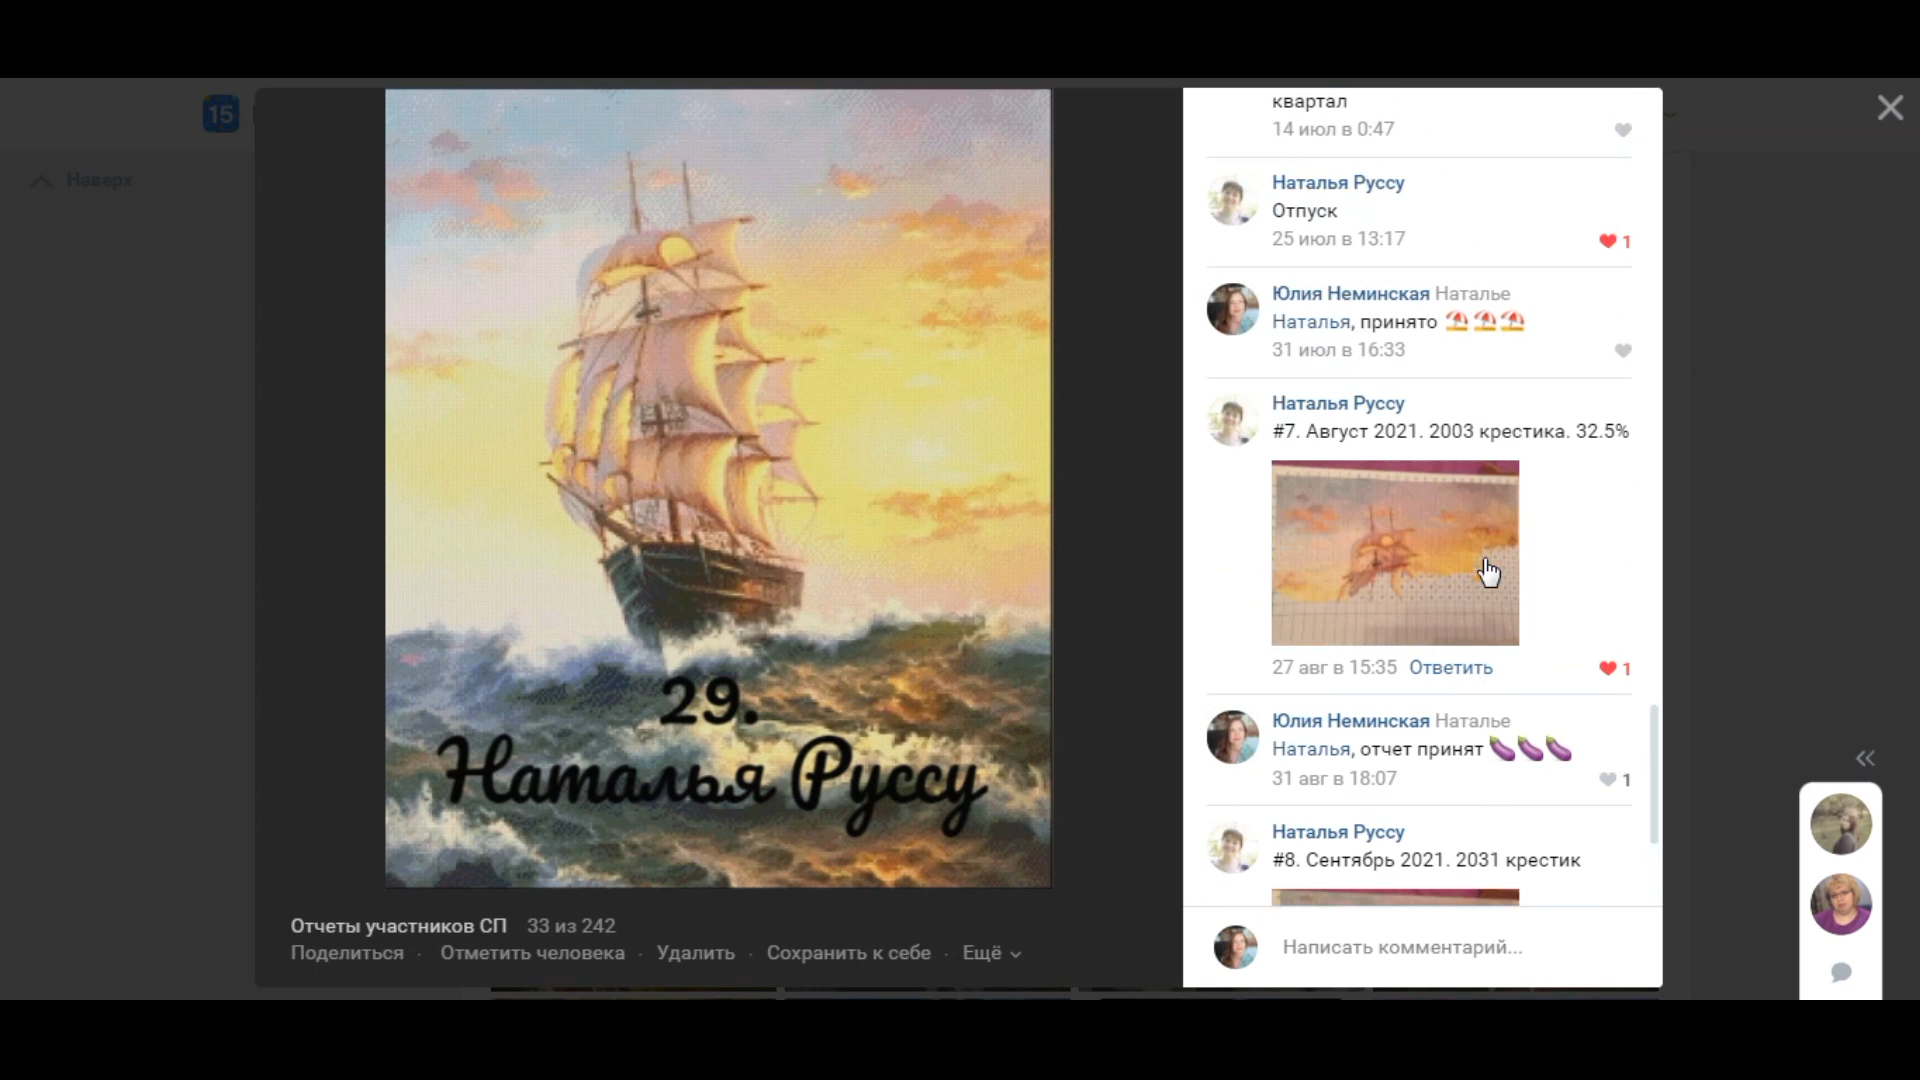 15
Наверх
29.
Наталья Руссу
Отчеты участников СП 33 из 242
Поделиться · Отметить человека · Удалить · Сохранить к себе · Ещё
квартал
14 июл в 0:47
Наталья Руссу
Отпуск
25 июл в 13:17
1
Юлия Неминская Наталье
Наталья, принято ⛱⛱⛱
31 июл в 16:33
Наталья Руссу
#7. Август 2021. 2003 крестика. 32.5%
27 авг в 15:35 Ответить
1
Юлия Неминская Наталье
Наталья, отчет принят 🍆🍆🍆
31 авг в 18:07
1
Наталья Руссу
#8. Сентябрь 2021. 2031 крестик
Написать комментарий...